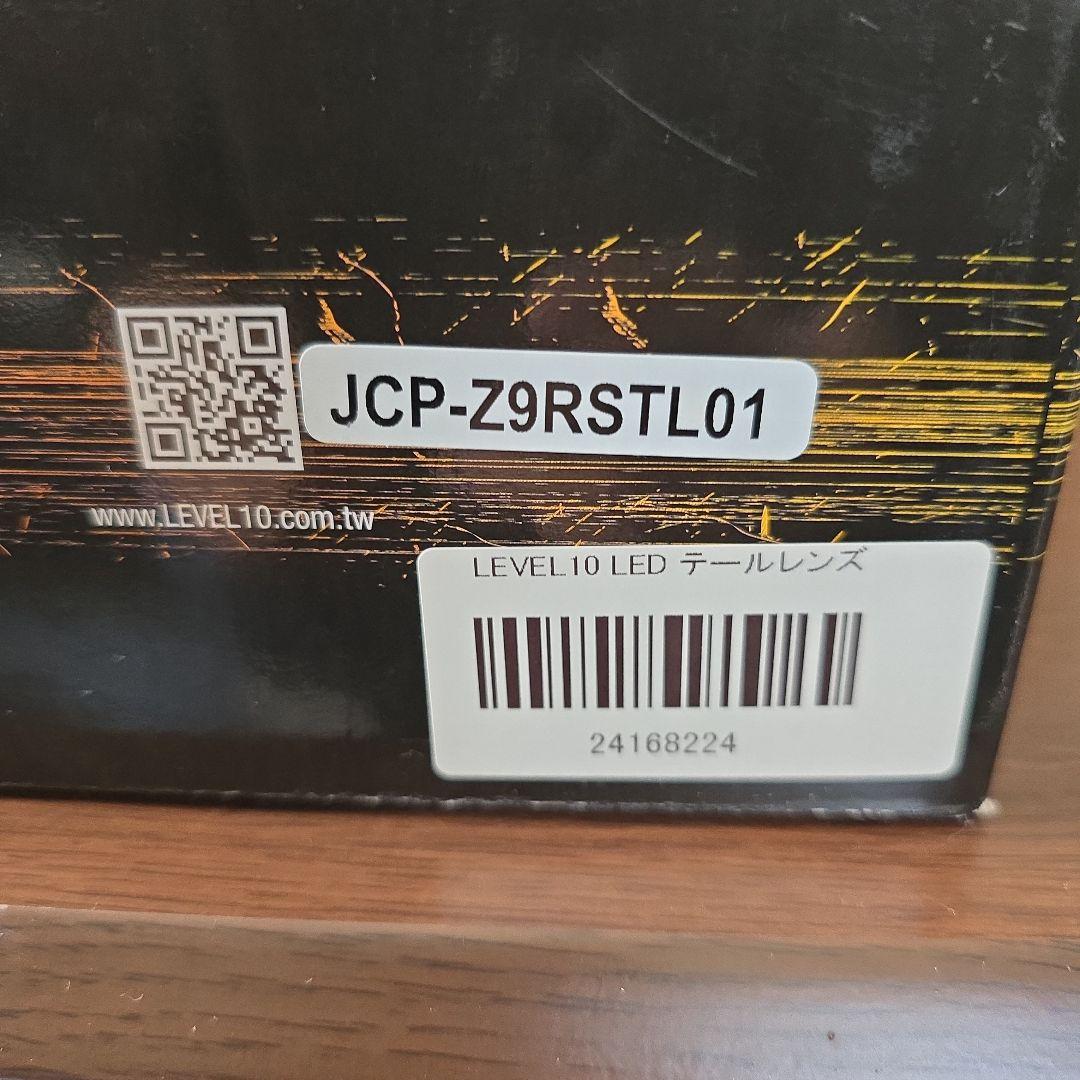 JCP-Z9RSTL01
www.LEVEL10.com.tw
LEVEL10 LED テールレンズ
24168224